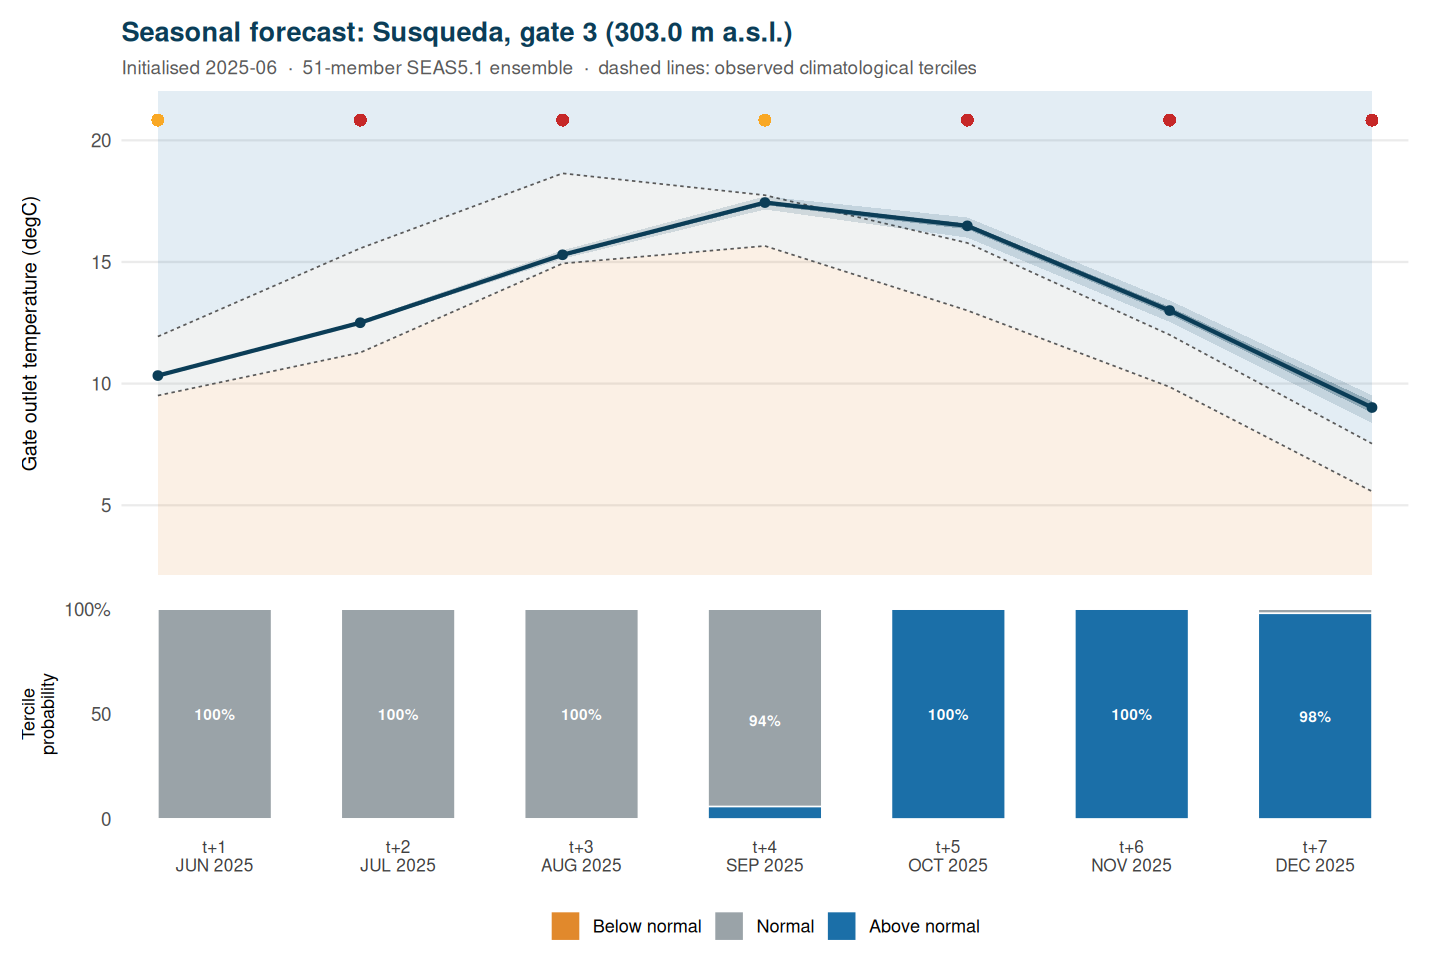 Seasonal forecast: Susqueda, gate 3 (303.0 m a.s.l.)
Initialised 2025-06 · 51-member SEAS5.1 ensemble · dashed lines: observed climatological terciles
Gate outlet temperature (degC)
20
15
10
5
Tercile
probability
100%
50
0
100%
100%
100%
94%
100%
100%
98%
t+1
JUN 2025
t+2
JUL 2025
t+3
AUG 2025
t+4
SEP 2025
t+5
OCT 2025
t+6
NOV 2025
t+7
DEC 2025
Below normal
Normal
Above normal